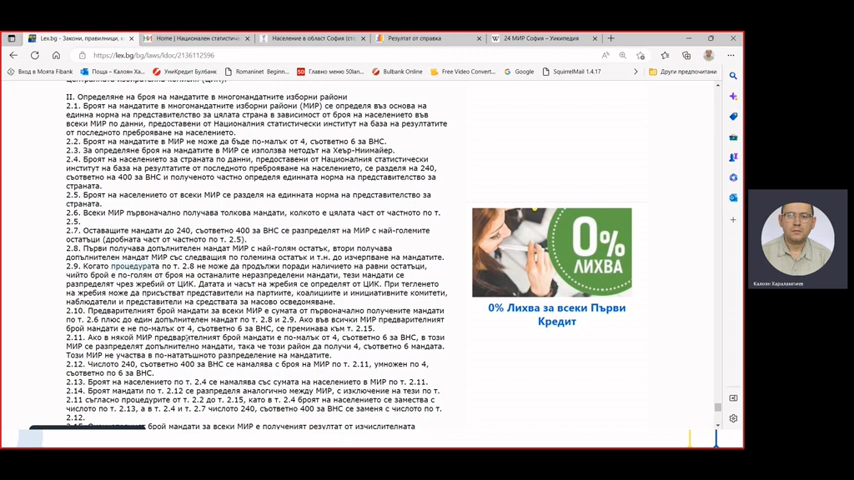 Lex.bg - Закони, правилници, к
Home | Национален статистиче
Население в област София (сто
Резултат от справка
24 МИР София – Уикипедия
https://lex.bg/bg/laws/ldoc/2136112596
Вход в Моята Fibank
Поща – Калоян Ха...
УниКредит Булбанк
Romaninet Beginn...
Главно меню 50lan...
Bulbank Online
Free Video Convert...
Google
SquirrelMail 1.4.17
Други предпочитани
II. Определяне на броя на мандатите в многомандатните изборни райони
2.1. Броят на мандатите в многомандатните изборни райони (МИР) се определя въз основа на
единна норма на представителство за цялата страна в зависимост от броя на населението във
всеки МИР по данни, предоставени от Националния статистически институт на база на резултатите
от последното преброяване на населението.
2.2. Броят на мандатите в МИР не може да бъде по-малък от 4, съответно 6 за ВНС.
2.3. За определяне броя на мандатите в МИР се използва методът на Хеър-Ниимайер.
2.4. Броят на населението за страната по данни, предоставени от Националния статистически
институт на база на резултатите от последното преброяване на населението, се разделя на 240,
съответно на 400 за ВНС и полученото частно определя единната норма на представителство за
страната.
2.5. Броят на населението от всеки МИР се разделя на единната норма на представителство за
страната.
2.6. Всеки МИР първоначално получава толкова мандати, колкото е цялата част от частното по т.
2.5.
2.7. Оставащите мандати до 240, съответно 400 за ВНС се разпределят на МИР с най-големите
остатъци (дробната част от частното по т. 2.5).
2.8. Първи получава допълнителен мандат МИР с най-голям остатък, втори получава
допълнителен мандат МИР със следващия по големина остатък и т.н. до изчерпване на мандатите.
2.9. Когато процедурата по т. 2.8 не може да продължи поради наличието на равни остатъци,
чийто брой е по-голям от броя на останалите неразпределени мандати, тези мандати се
разпределят чрез жребий от ЦИК. Датата и часът на жребия се определят от ЦИК. При тегленето
на жребия може да присъстват представители на партиите, коалициите и инициативните комитети,
наблюдатели и представители на средствата за масово осведомяване.
2.10. Предварителният брой мандати за всеки МИР е сумата от първоначално получените мандати
по т. 2.6 плюс до един допълнителен мандат по т. 2.8 и 2.9. Ако във всички МИР предварителният
брой мандати е не по-малък от 4, съответно 6 за ВНС, се преминава към т. 2.15.
2.11. Ако в някой МИР предварителният брой мандати е по-малък от 4, съответно 6 за ВНС, в този
МИР се разпределят допълнително мандати, така че този район да получи 4, съответно 6 мандата.
Този МИР не участва в по-нататъшното разпределение на мандатите.
2.12. Числото 240, съответно 400 за ВНС се намалява с броя на МИР по т. 2.11, умножен по 4,
съответно по 6 за ВНС.
2.13. Броят на населението по т. 2.4 се намалява със сумата на населението в МИР по т. 2.11.
2.14. Броят мандати по т. 2.12 се разпределя аналогично между МИР, с изключение на тези по т.
2.11 съгласно процедурите от т. 2.2 до т. 2.15, като в т. 2.4 броят на населението се замества с
числото по т. 2.13, а в т. 2.4 и т. 2.7 числото 240, съответно 400 за ВНС се заменя с числото по т.
2.12.
брой мандати за всеки МИР е полученият резултат от изчислителната
0%
ЛИХВА
0% Лихва за всеки Първи
Кредит